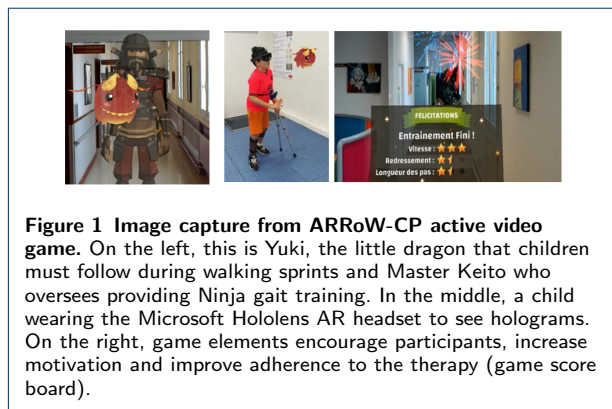 FELICITATIONS
Entrainement Fini !
Vitesse :
Redressement :
Longueur des pas :
Figure 1 Image capture from ARRoW-CP active video
game. On the left, this is Yuki, the little dragon that children
must follow during walking sprints and Master Keito who
oversees providing Ninja gait training. In the middle, a child
wearing the Microsoft Hololens AR headset to see holograms.
On the right, game elements encourage participants, increase
motivation and improve adherence to the therapy (game score
board).